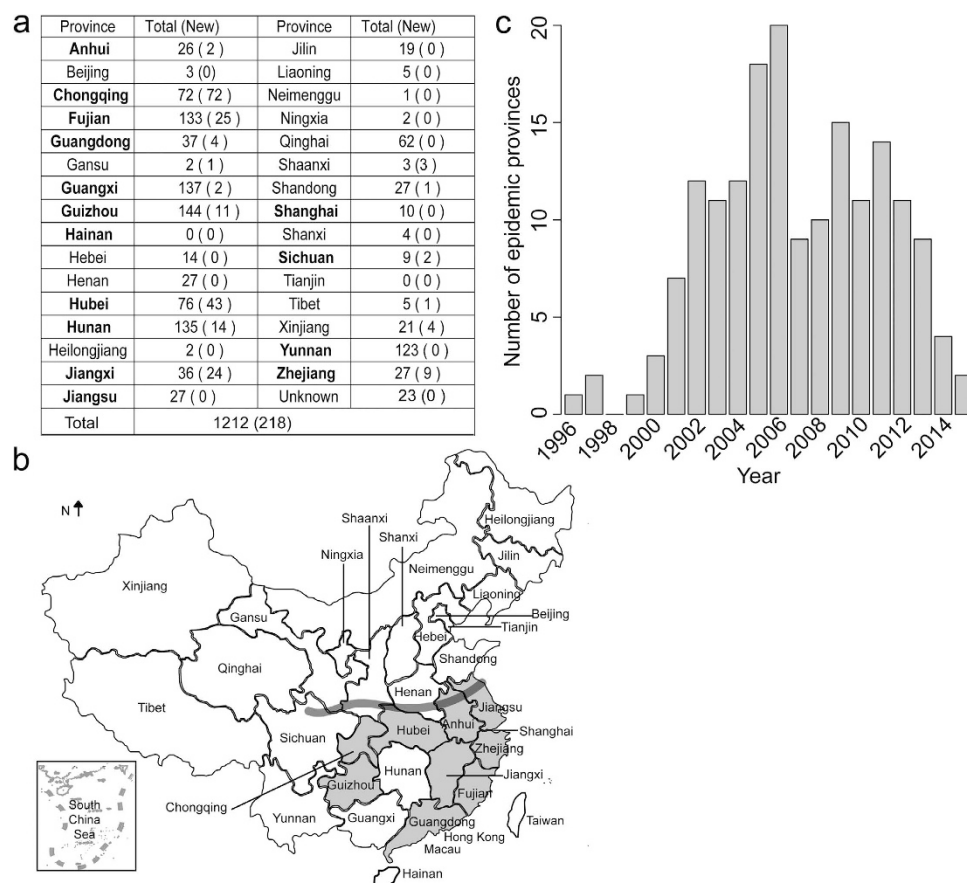 a
Province Total (New) Province Total (New)
Anhui 26 ( 2 ) Jilin 19 ( 0 )
Beijing 3 (0) Liaoning 5 ( 0 )
Chongqing 72 ( 72 ) Neimenggu 1 ( 0 )
Fujian 133 ( 25 ) Ningxia 2 ( 0 )
Guangdong 37 ( 4 ) Qinghai 62 ( 0 )
Gansu 2 ( 1 ) Shaanxi 3 ( 3 )
Guangxi 137 ( 2 ) Shandong 27 ( 1 )
Guizhou 144 ( 11 ) Shanghai 10 ( 0 )
Hainan 0 ( 0 ) Shanxi 4 ( 0 )
Hebei 14 ( 0 ) Sichuan 9 ( 2 )
Henan 27 ( 0 ) Tianjin 0 ( 0 )
Hubei 76 ( 43 ) Tibet 5 ( 1 )
Hunan 135 ( 14 ) Xinjiang 21 ( 4 )
Heilongjiang 2 ( 0 ) Yunnan 123 ( 0 )
Jiangxi 36 ( 24 ) Zhejiang 27 ( 9 )
Jiangsu 27 ( 0 ) Unknown 23 (0 )
Total 1212 (218)
c
Number of epidemic provinces
20
15
10
5
0
1996 1998 2000 2002 2004 2006 2008 2010 2012 2014
Year
b
N
Shaanxi
Shanxi
Ningxia
Heilongjiang
Jilin
Neimenggu
Liaoning
Xinjiang
Beijing
Gansu
Tianjin
Hebei
Shandong
Qinghai
Henan
Tibet
Jiangsu
Anhui
Hubei
Shanghai
Sichuan
Zhejiang
Hunan
Jiangxi
Guizhou
Fujian
Chongqing
Yunnan
Guangxi
Guangdong
Taiwan
Hong Kong
Macau
Hainan
South
China
Sea